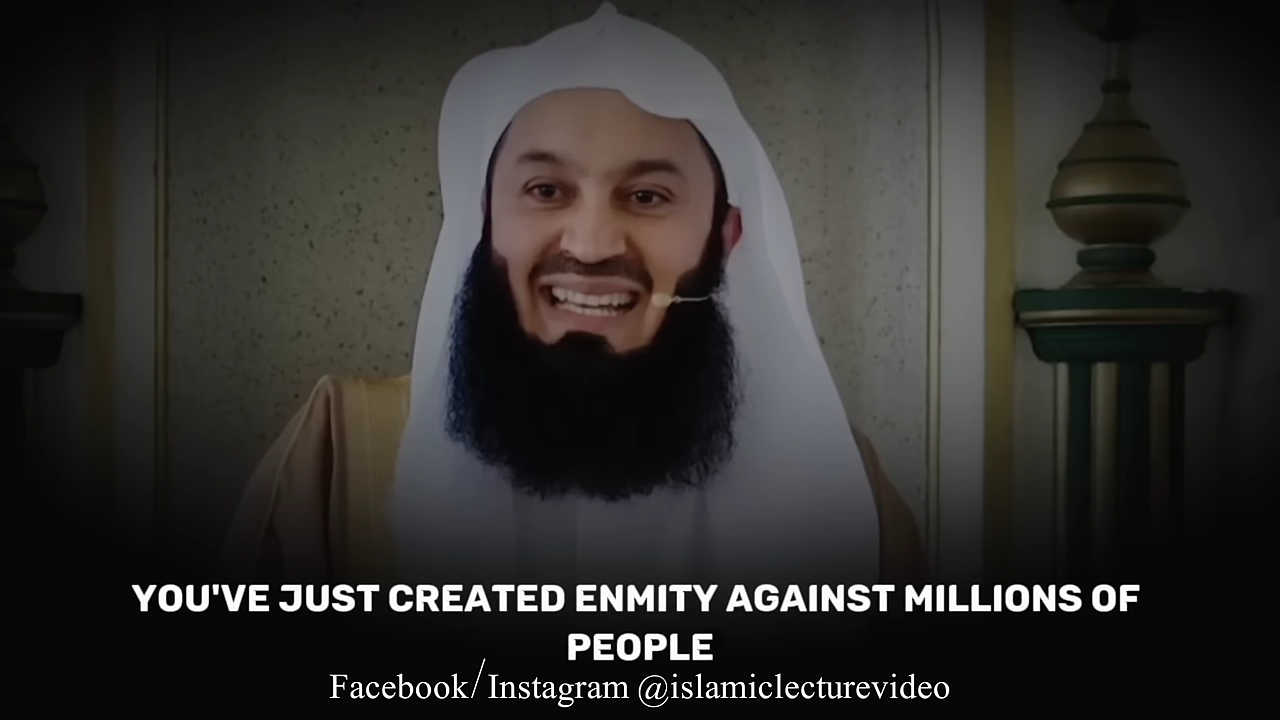 YOU'VE JUST CREATED ENMITY AGAINST MILLIONS OF
PEOPLE
Facebook/Instagram @islamiclecturevideo